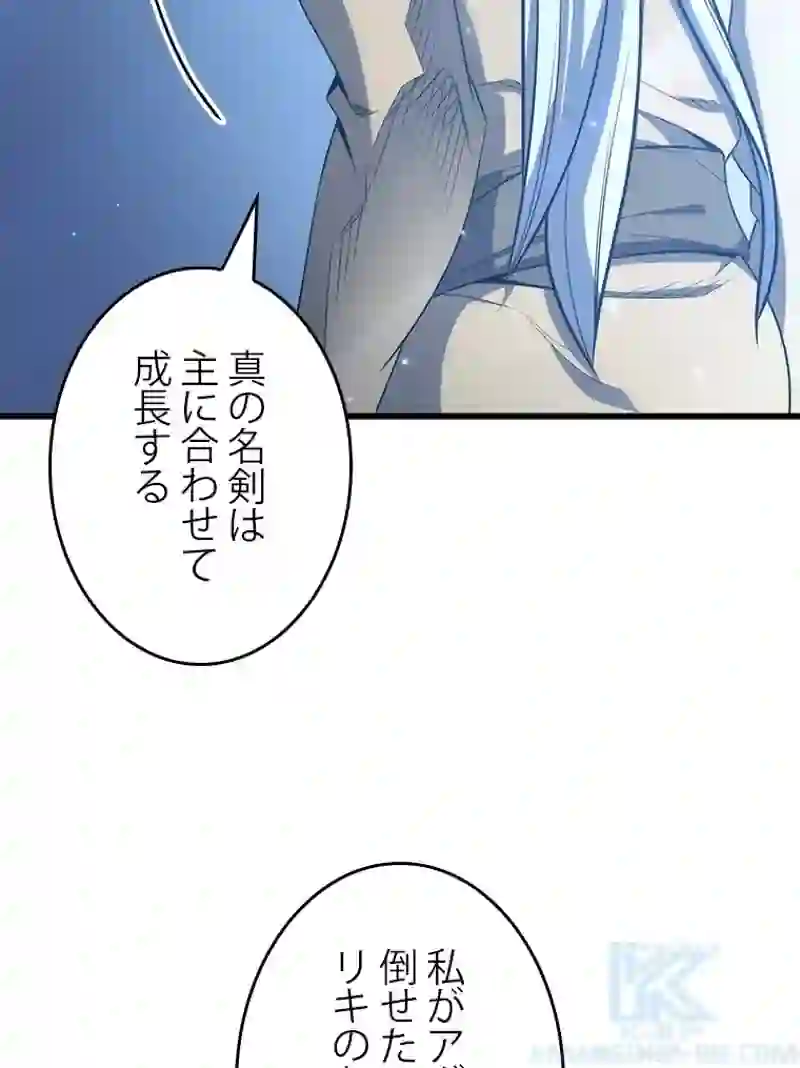 真の名剣は
主に合わせて
成長する
私がア
倒せた
リキの